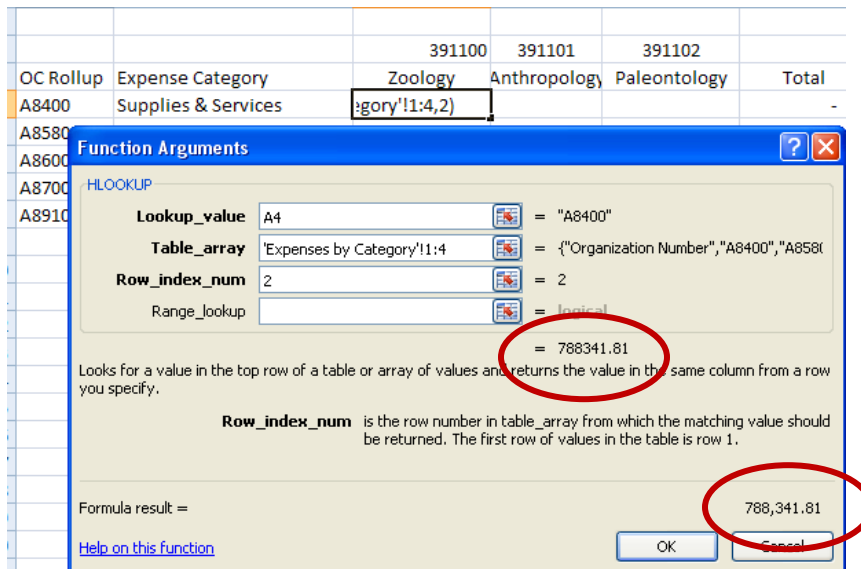 391100 391101 391102
OC Rollup Expense Category Zoology Anthropology Paleontology Total
A8400 Supplies & Services egory'!1:4,2) -
A8580
A8600
A8700
A8910
Function Arguments
HLOOKUP
Lookup_value A4 = "A8400"
Table_array 'Expenses by Category'!1:4 = {"Organization Number","A8400","A858(
Row_index_num 2 = 2
Range_lookup = logical
= 788341.81
Looks for a value in the top row of a table or array of values and returns the value in the same column from a row
you specify.
Row_index_num is the row number in table_array from which the matching value should
be returned. The first row of values in the table is row 1.
Formula result = 788,341.81
Help on this function OK Cancel